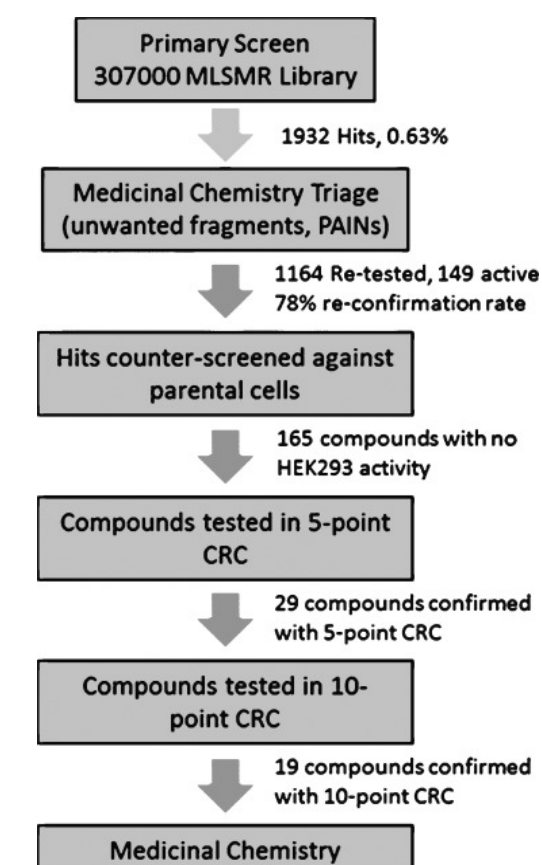 Primary Screen
307000 MLSMR Library
1932 Hits, 0.63%
Medicinal Chemistry Triage
(unwanted fragments, PAINs)
1164 Re-tested, 149 active
78% re-confirmation rate
Hits counter-screened against
parental cells
165 compounds with no
HEK293 activity
Compounds tested in 5-point
CRC
29 compounds confirmed
with 5-point CRC
Compounds tested in 10-
point CRC
19 compounds confirmed
with 10-point CRC
Medicinal Chemistry